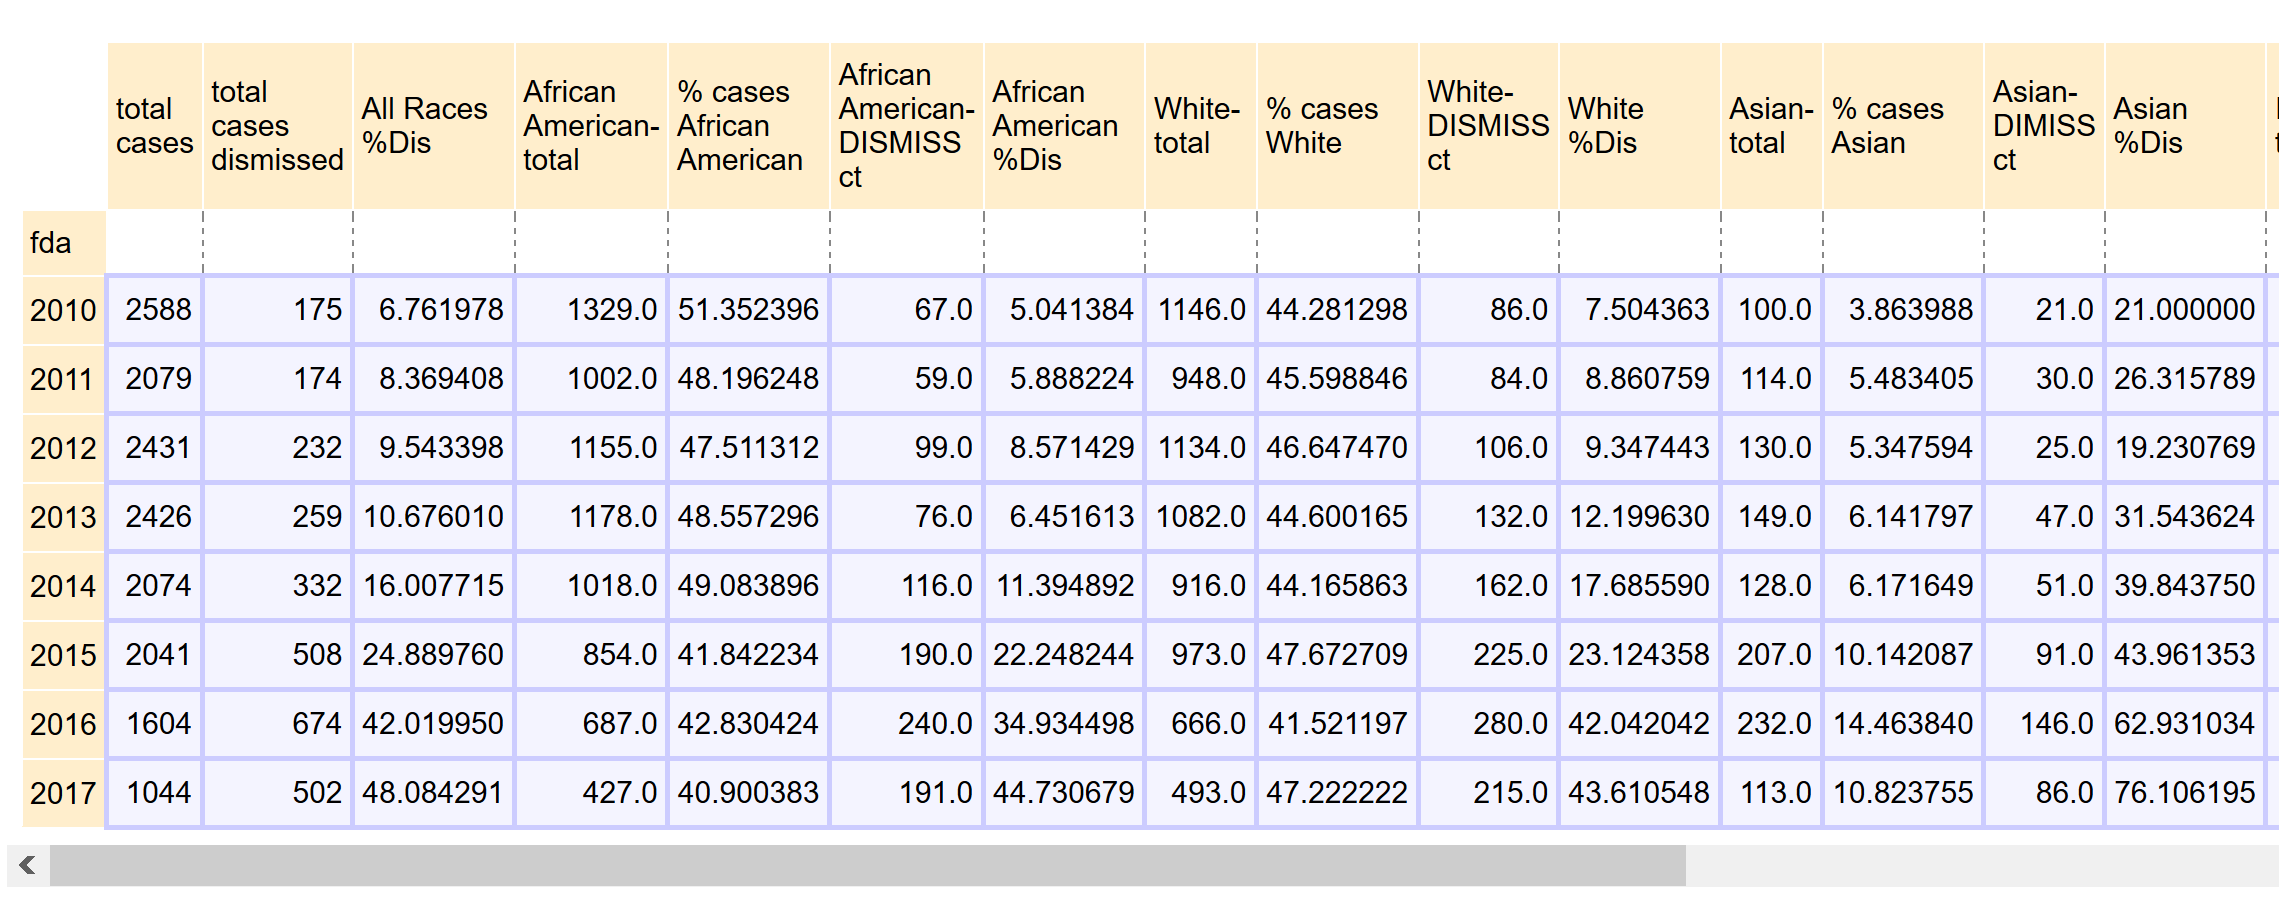 total cases	total cases dismissed	All Races %Dis	African American-total	% cases African American	African American-DISMISS ct	African American %Dis	White-total	% cases White	White-DISMISS ct	White %Dis	Asian-total	% cases Asian	Asian-DIMISS ct	Asian %Dis
fda
2010	2588	175	6.761978	1329.0	51.352396	67.0	5.041384	1146.0	44.281298	86.0	7.504363	100.0	3.863988	21.0	21.000000
2011	2079	174	8.369408	1002.0	48.196248	59.0	5.888224	948.0	45.598846	84.0	8.860759	114.0	5.483405	30.0	26.315789
2012	2431	232	9.543398	1155.0	47.511312	99.0	8.571429	1134.0	46.647470	106.0	9.347443	130.0	5.347594	25.0	19.230769
2013	2426	259	10.676010	1178.0	48.557296	76.0	6.451613	1082.0	44.600165	132.0	12.199630	149.0	6.141797	47.0	31.543624
2014	2074	332	16.007715	1018.0	49.083896	116.0	11.394892	916.0	44.165863	162.0	17.685590	128.0	6.171649	51.0	39.843750
2015	2041	508	24.889760	854.0	41.842234	190.0	22.248244	973.0	47.672709	225.0	23.124358	207.0	10.142087	91.0	43.961353
2016	1604	674	42.019950	687.0	42.830424	240.0	34.934498	666.0	41.521197	280.0	42.042042	232.0	14.463840	146.0	62.931034
2017	1044	502	48.084291	427.0	40.900383	191.0	44.730679	493.0	47.222222	215.0	43.610548	113.0	10.823755	86.0	76.106195